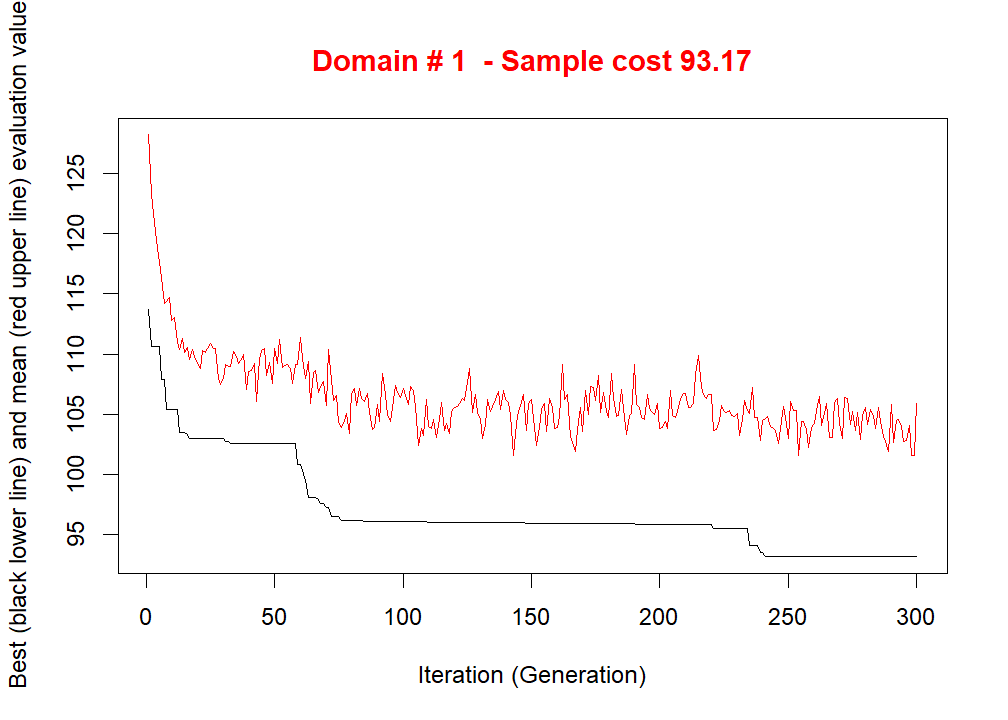 Domain # 1  - Sample cost 93.17
Best (black lower line) and mean (red upper line) evaluation value
125
120
115
110
105
100
95
0 50 100 150 200 250 300
Iteration (Generation)